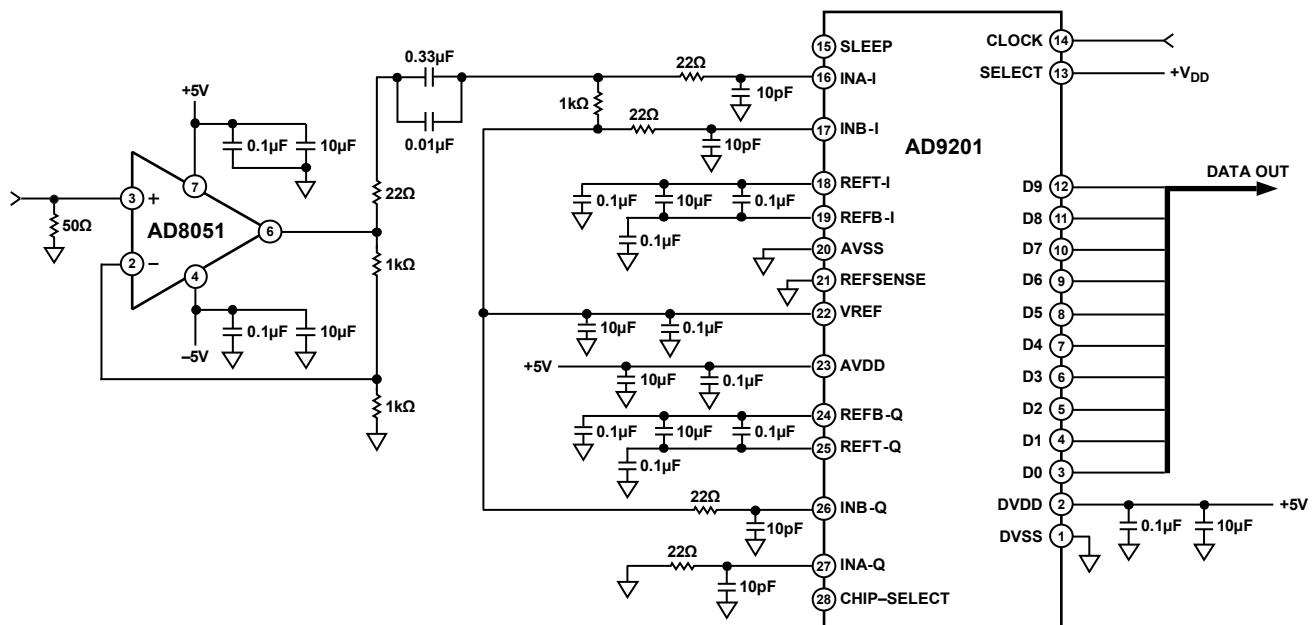 0.33µF
0.01µF
+5V
0.1µF
10µF
3
+
50Ω
AD8051
7
6
2
–
4
0.1µF
10µF
–5V
22Ω
1kΩ
1kΩ
22Ω
10pF
1kΩ
22Ω
10pF
0.1µF
10µF
0.1µF
0.1µF
10µF
0.1µF
+5V
10µF
0.1µF
0.1µF
10µF
0.1µF
0.1µF
22Ω
10pF
22Ω
10pF
AD9201
15 SLEEP
16 INA-I
17 INB-I
18 REFT-I
19 REFB-I
20 AVSS
21 REFSENSE
22 VREF
23 AVDD
24 REFB-Q
25 REFT-Q
26 INB-Q
27 INA-Q
28 CHIP–SELECT
CLOCK 14
SELECT 13 +VDD
DATA OUT
D9 12
D8 11
D7 10
D6 9
D5 8
D4 7
D3 6
D2 5
D1 4
D0 3
DVDD 2 +5V
DVSS 1
0.1µF
10µF